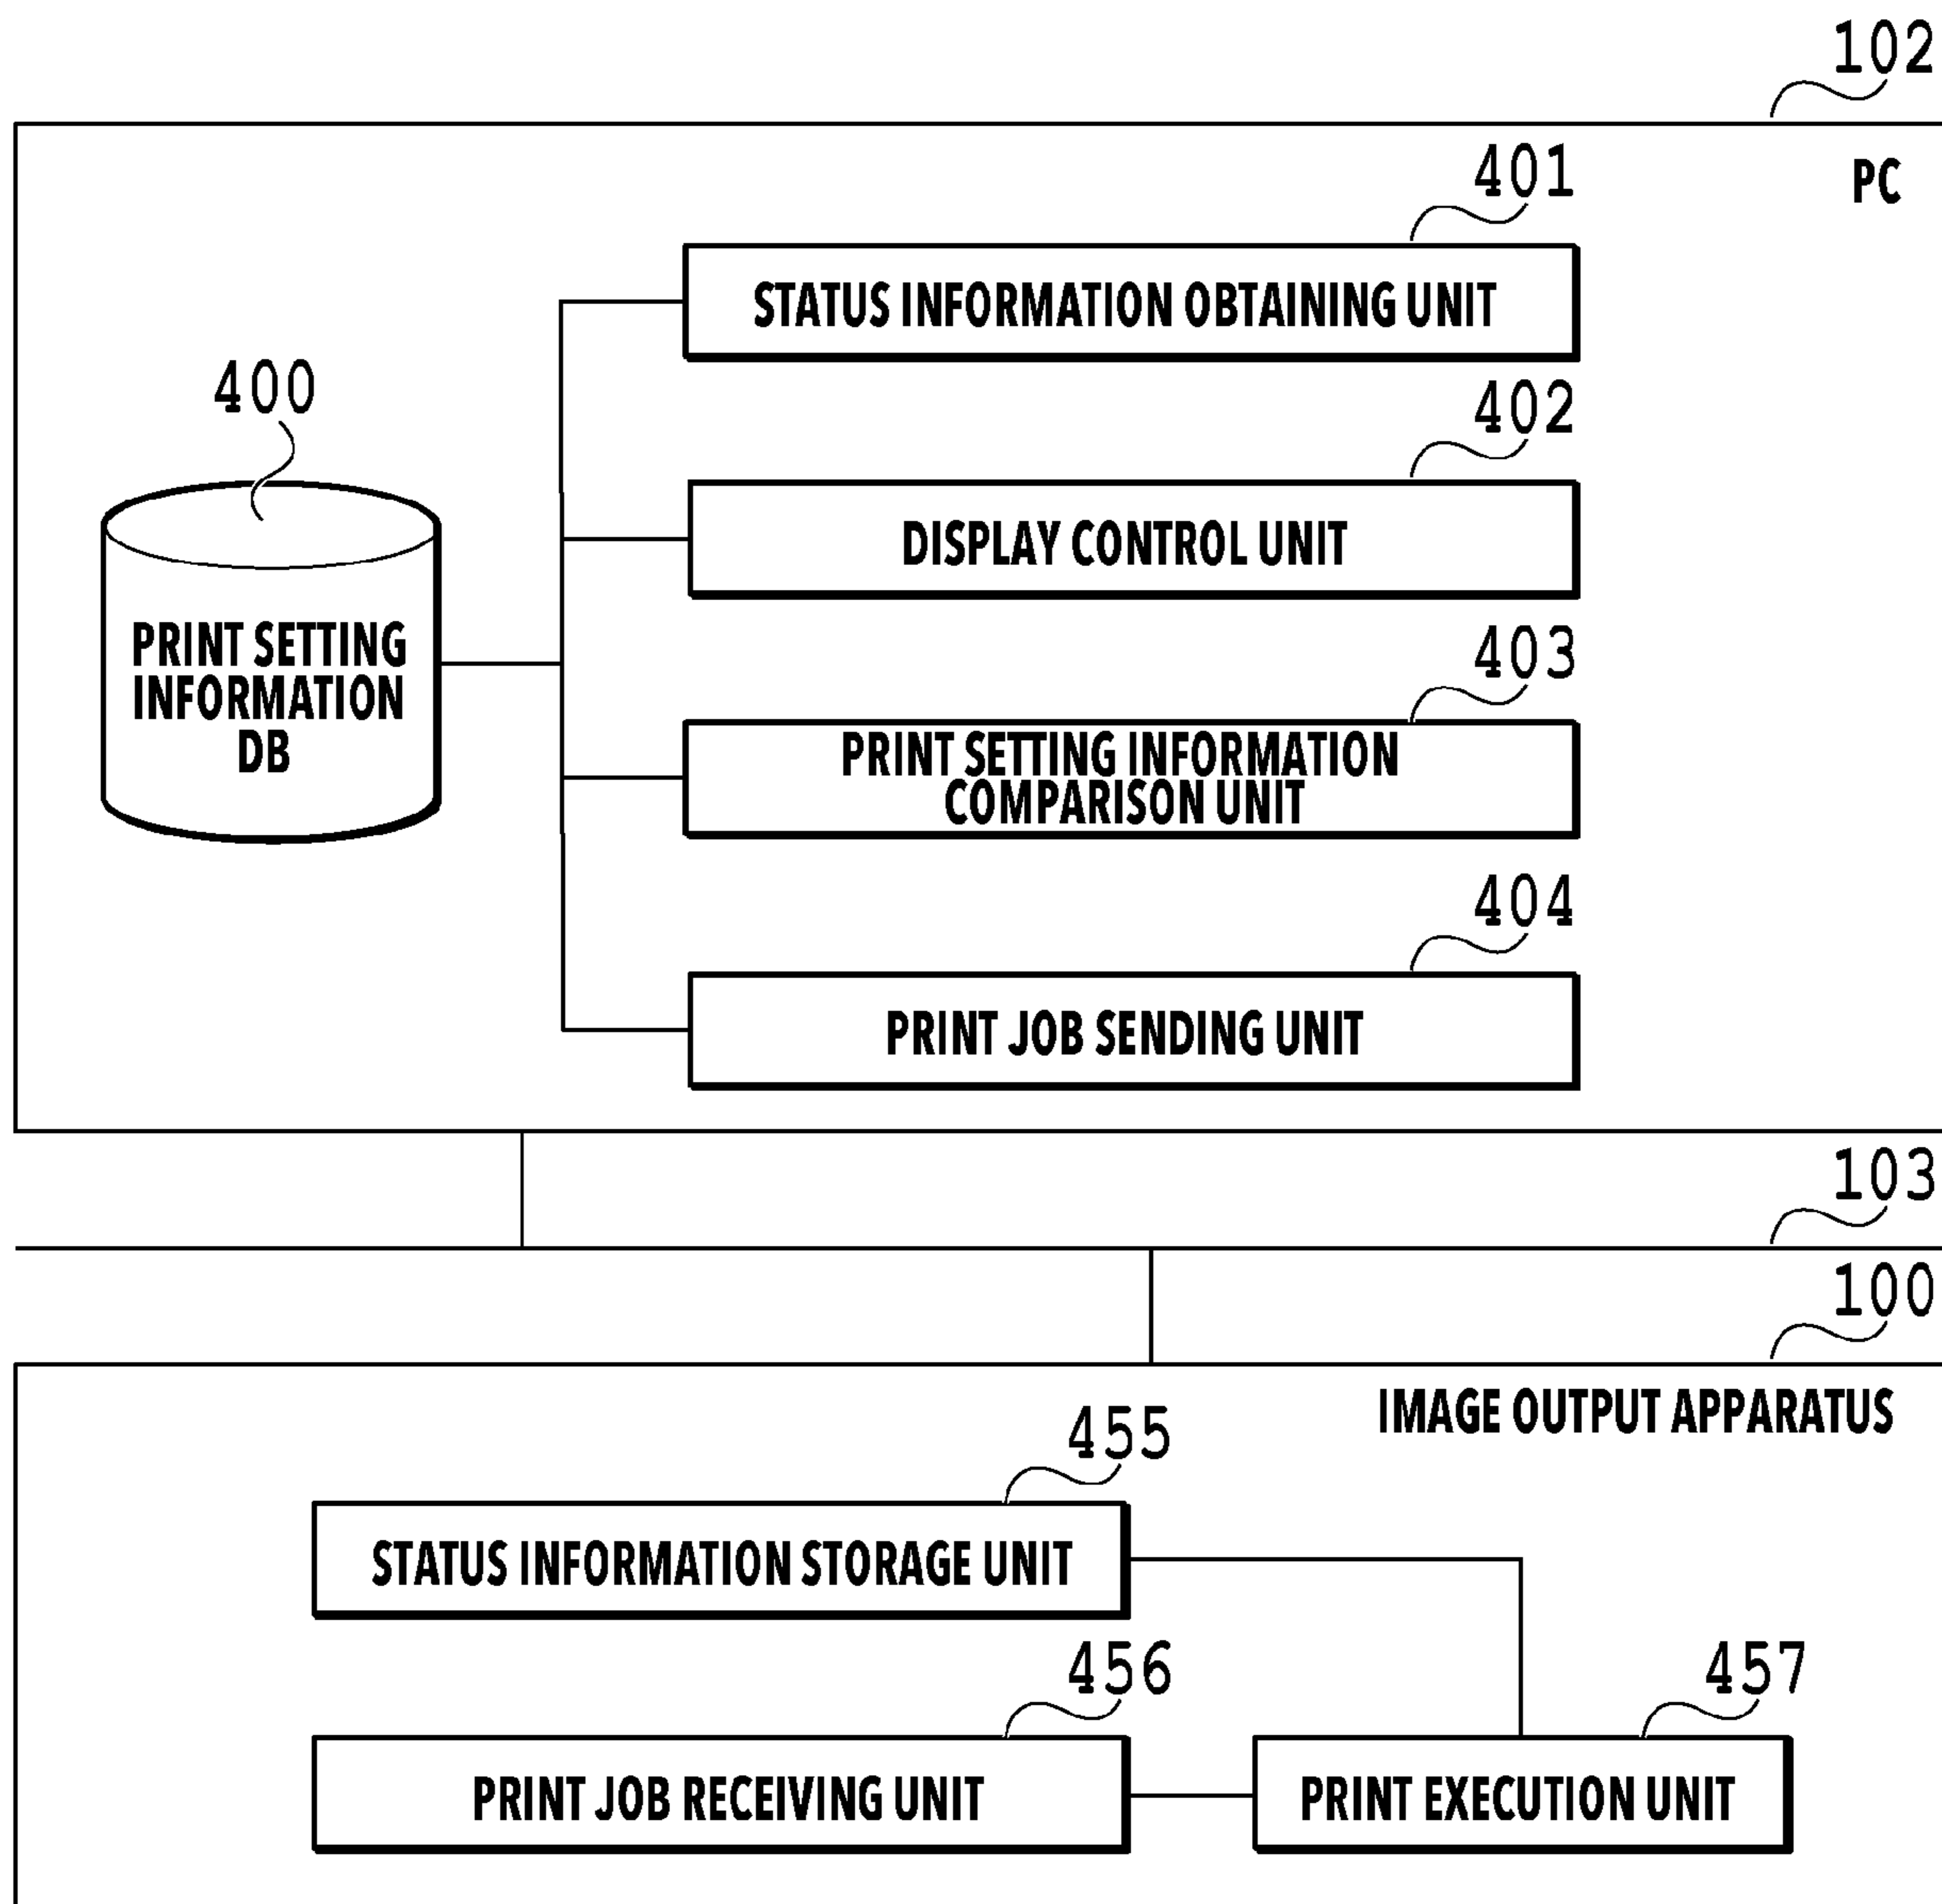 102
PC
401
STATUS INFORMATION OBTAINING UNIT
400
402
DISPLAY CONTROL UNIT
PRINT SETTING
INFORMATION
DB
403
PRINT SETTING INFORMATION
COMPARISON UNIT
404
PRINT JOB SENDING UNIT
103
100
IMAGE OUTPUT APPARATUS
455
STATUS INFORMATION STORAGE UNIT
456
457
PRINT JOB RECEIVING UNIT
PRINT EXECUTION UNIT